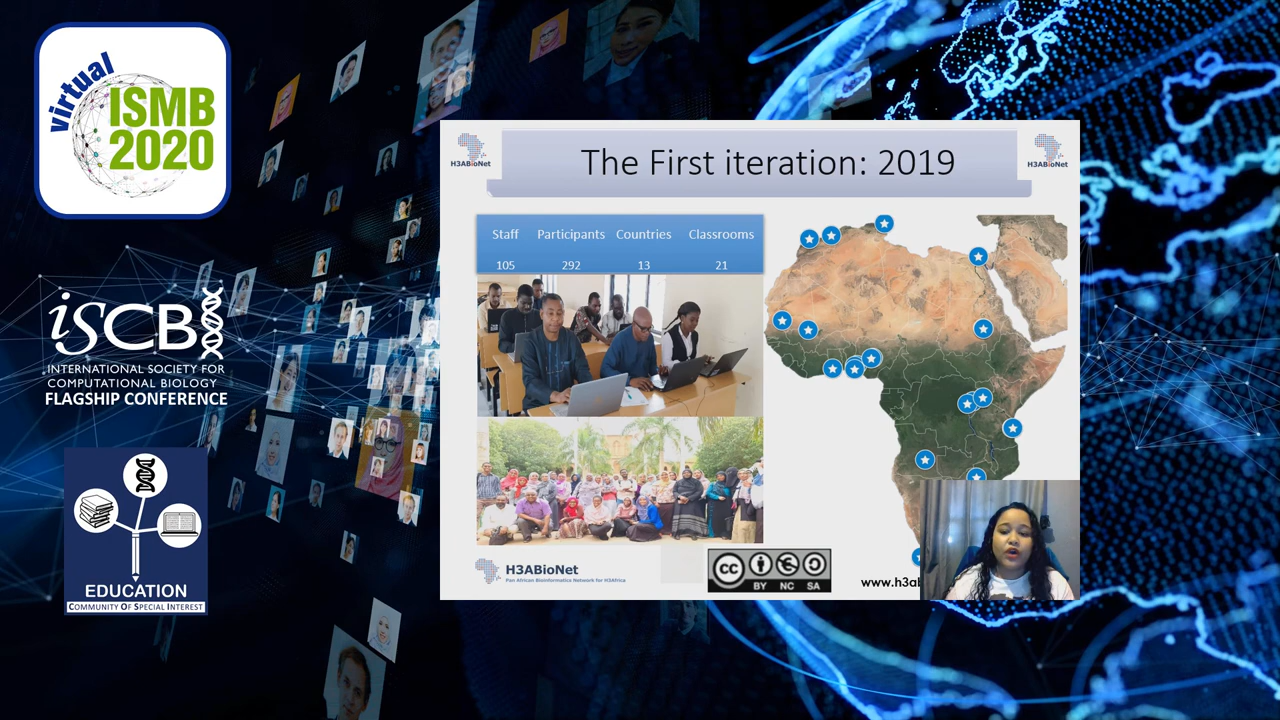 virtual
ISMB
2020
iSCB
INTERNATIONAL SOCIETY FOR
COMPUTATIONAL BIOLOGY
FLAGSHIP CONFERENCE
EDUCATION
COMMUNITY OF SPECIAL INTEREST
H3ABioNet
The First iteration: 2019
H3ABioNet
Staff Participants Countries Classrooms
105 292 13 21
H3ABioNet
Pan African Bioinformatics Network for H3Africa
cc
BY NC SA
www.h3ab